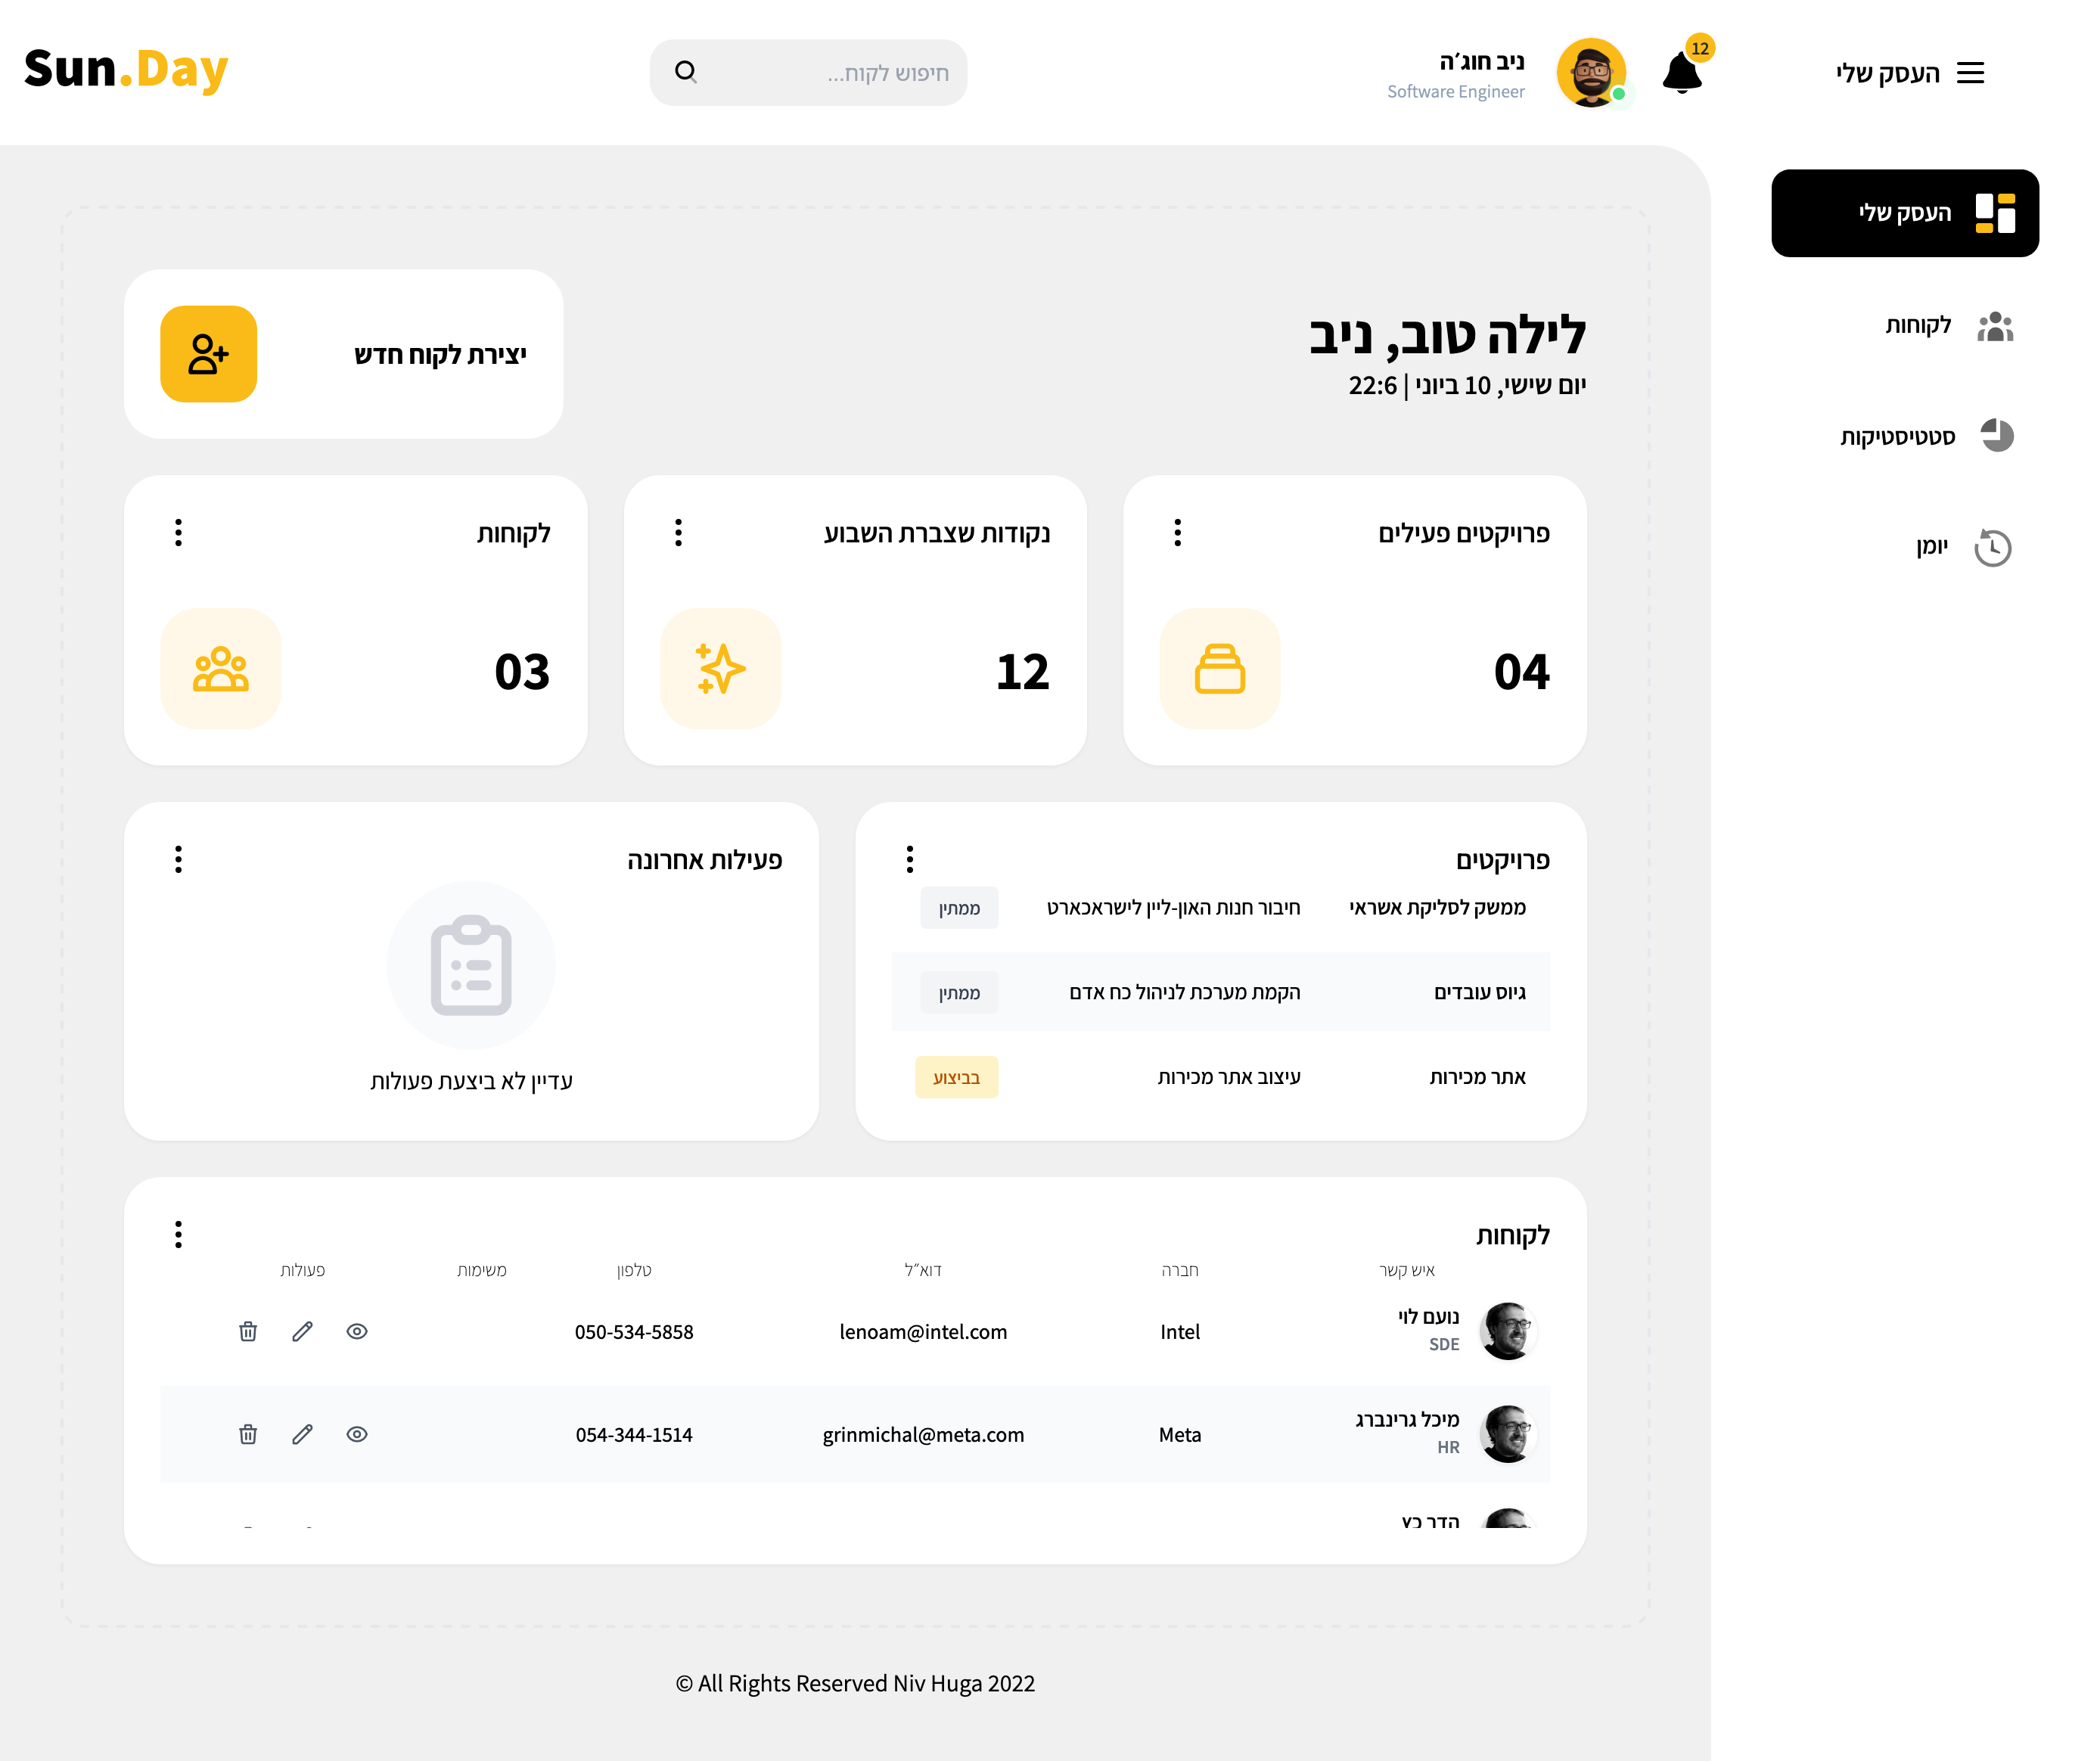 העסק שלי
12
ניב חוג׳ה
Software Engineer
חיפוש לקוח...
Sun.Day
העסק שלי
לקוחות
סטטיסטיקות
יומן
לילה טוב, ניב
יום שישי, 10 ביוני | 22:6
יצירת לקוח חדש
פרויקטים פעילים
04
נקודות שצברת השבוע
12
לקוחות
03
פרויקטים
ממשק לסליקת אשראי חיבור חנות האון-ליין לישראכארט ממתין
גיוס עובדים הקמת מערכת לניהול כח אדם ממתין
אתר מכירות עיצוב אתר מכירות בביצוע
פעילות אחרונה
עדיין לא ביצעת פעולות
לקוחות
איש קשר חברה דוא״ל טלפון משימות פעולות
נועם לוי
SDE
Intel lenoam@intel.com 050-534-5858
מיכל גרינברג
HR
Meta grinmichal@meta.com 054-344-1514
הדר כץ
© All Rights Reserved Niv Huga 2022